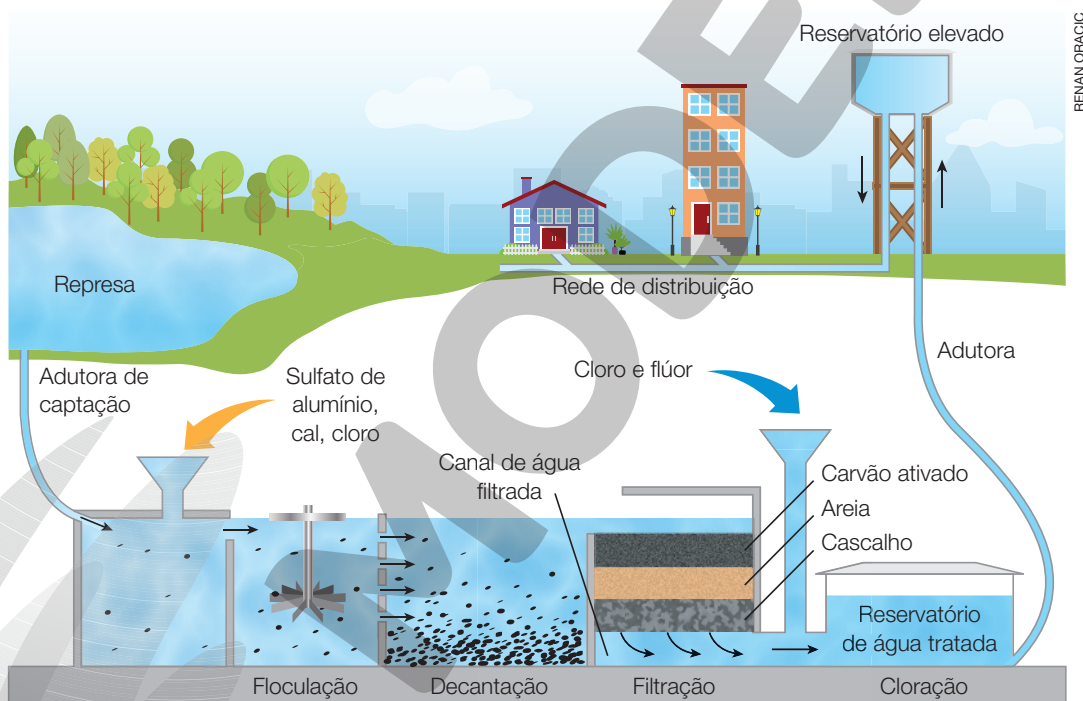 Reservatório elevado
RENAN ORACIC
Represa
Rede de distribuição
Adutora de
captação
Sulfato de
alumínio,
cal, cloro
Cloro e flúor
Adutora
Canal de água
filtrada
Carvão ativado
Areia
Cascalho
Reservatório
de água tratada
Floculação
Decantação
Filtração
Cloração